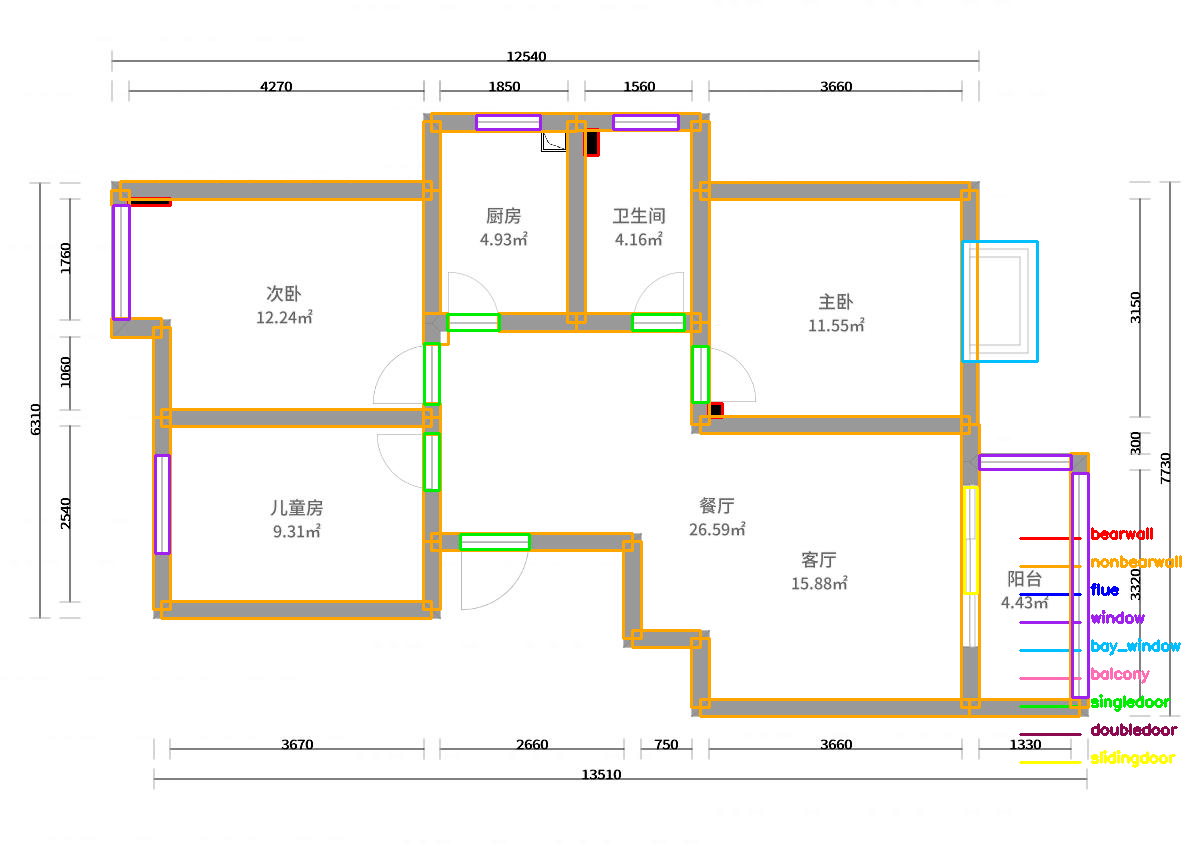 12540
4270
1850
1560
3660
厨房
4.93㎡
卫生间
4.16㎡
次卧
12.24㎡
主卧
11.55㎡
1760
1060
2540
6310
3150
300
3320
7730
儿童房
9.31㎡
餐厅
26.59㎡
客厅
15.88㎡
阳台
4.43㎡
bearwall
nonbearwall
flue
window
bay_window
balcony
singledoor
doubledoor
slidingdoor
3670
2660
750
3660
1330
13510